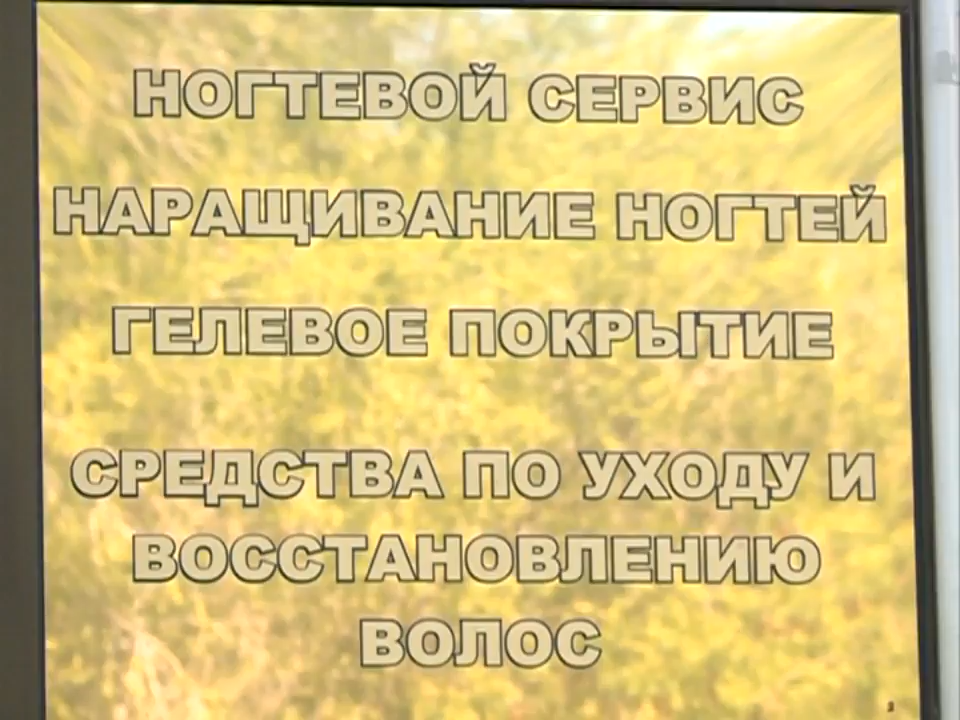 НОГТЕВОЙ СЕРВИС
НАРАЩИВАНИЕ НОГТЕЙ
ГЕЛЕВОЕ ПОКРЫТИЕ
СРЕДСТВА ПО УХОДУ И
ВОССТАНОВЛЕНИЮ
ВОЛОС